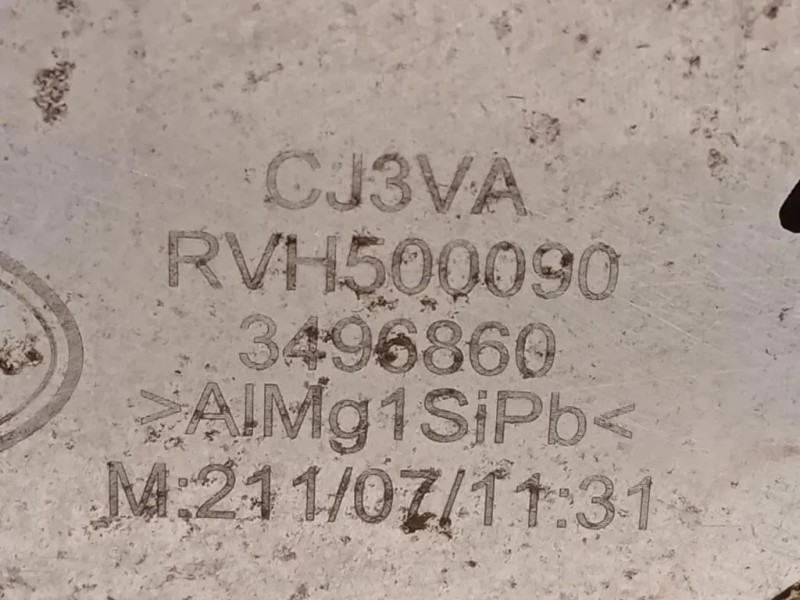 CJ3VA
RVH500090
3496860
>AlMg1SiPb<
M:211/07/11:31